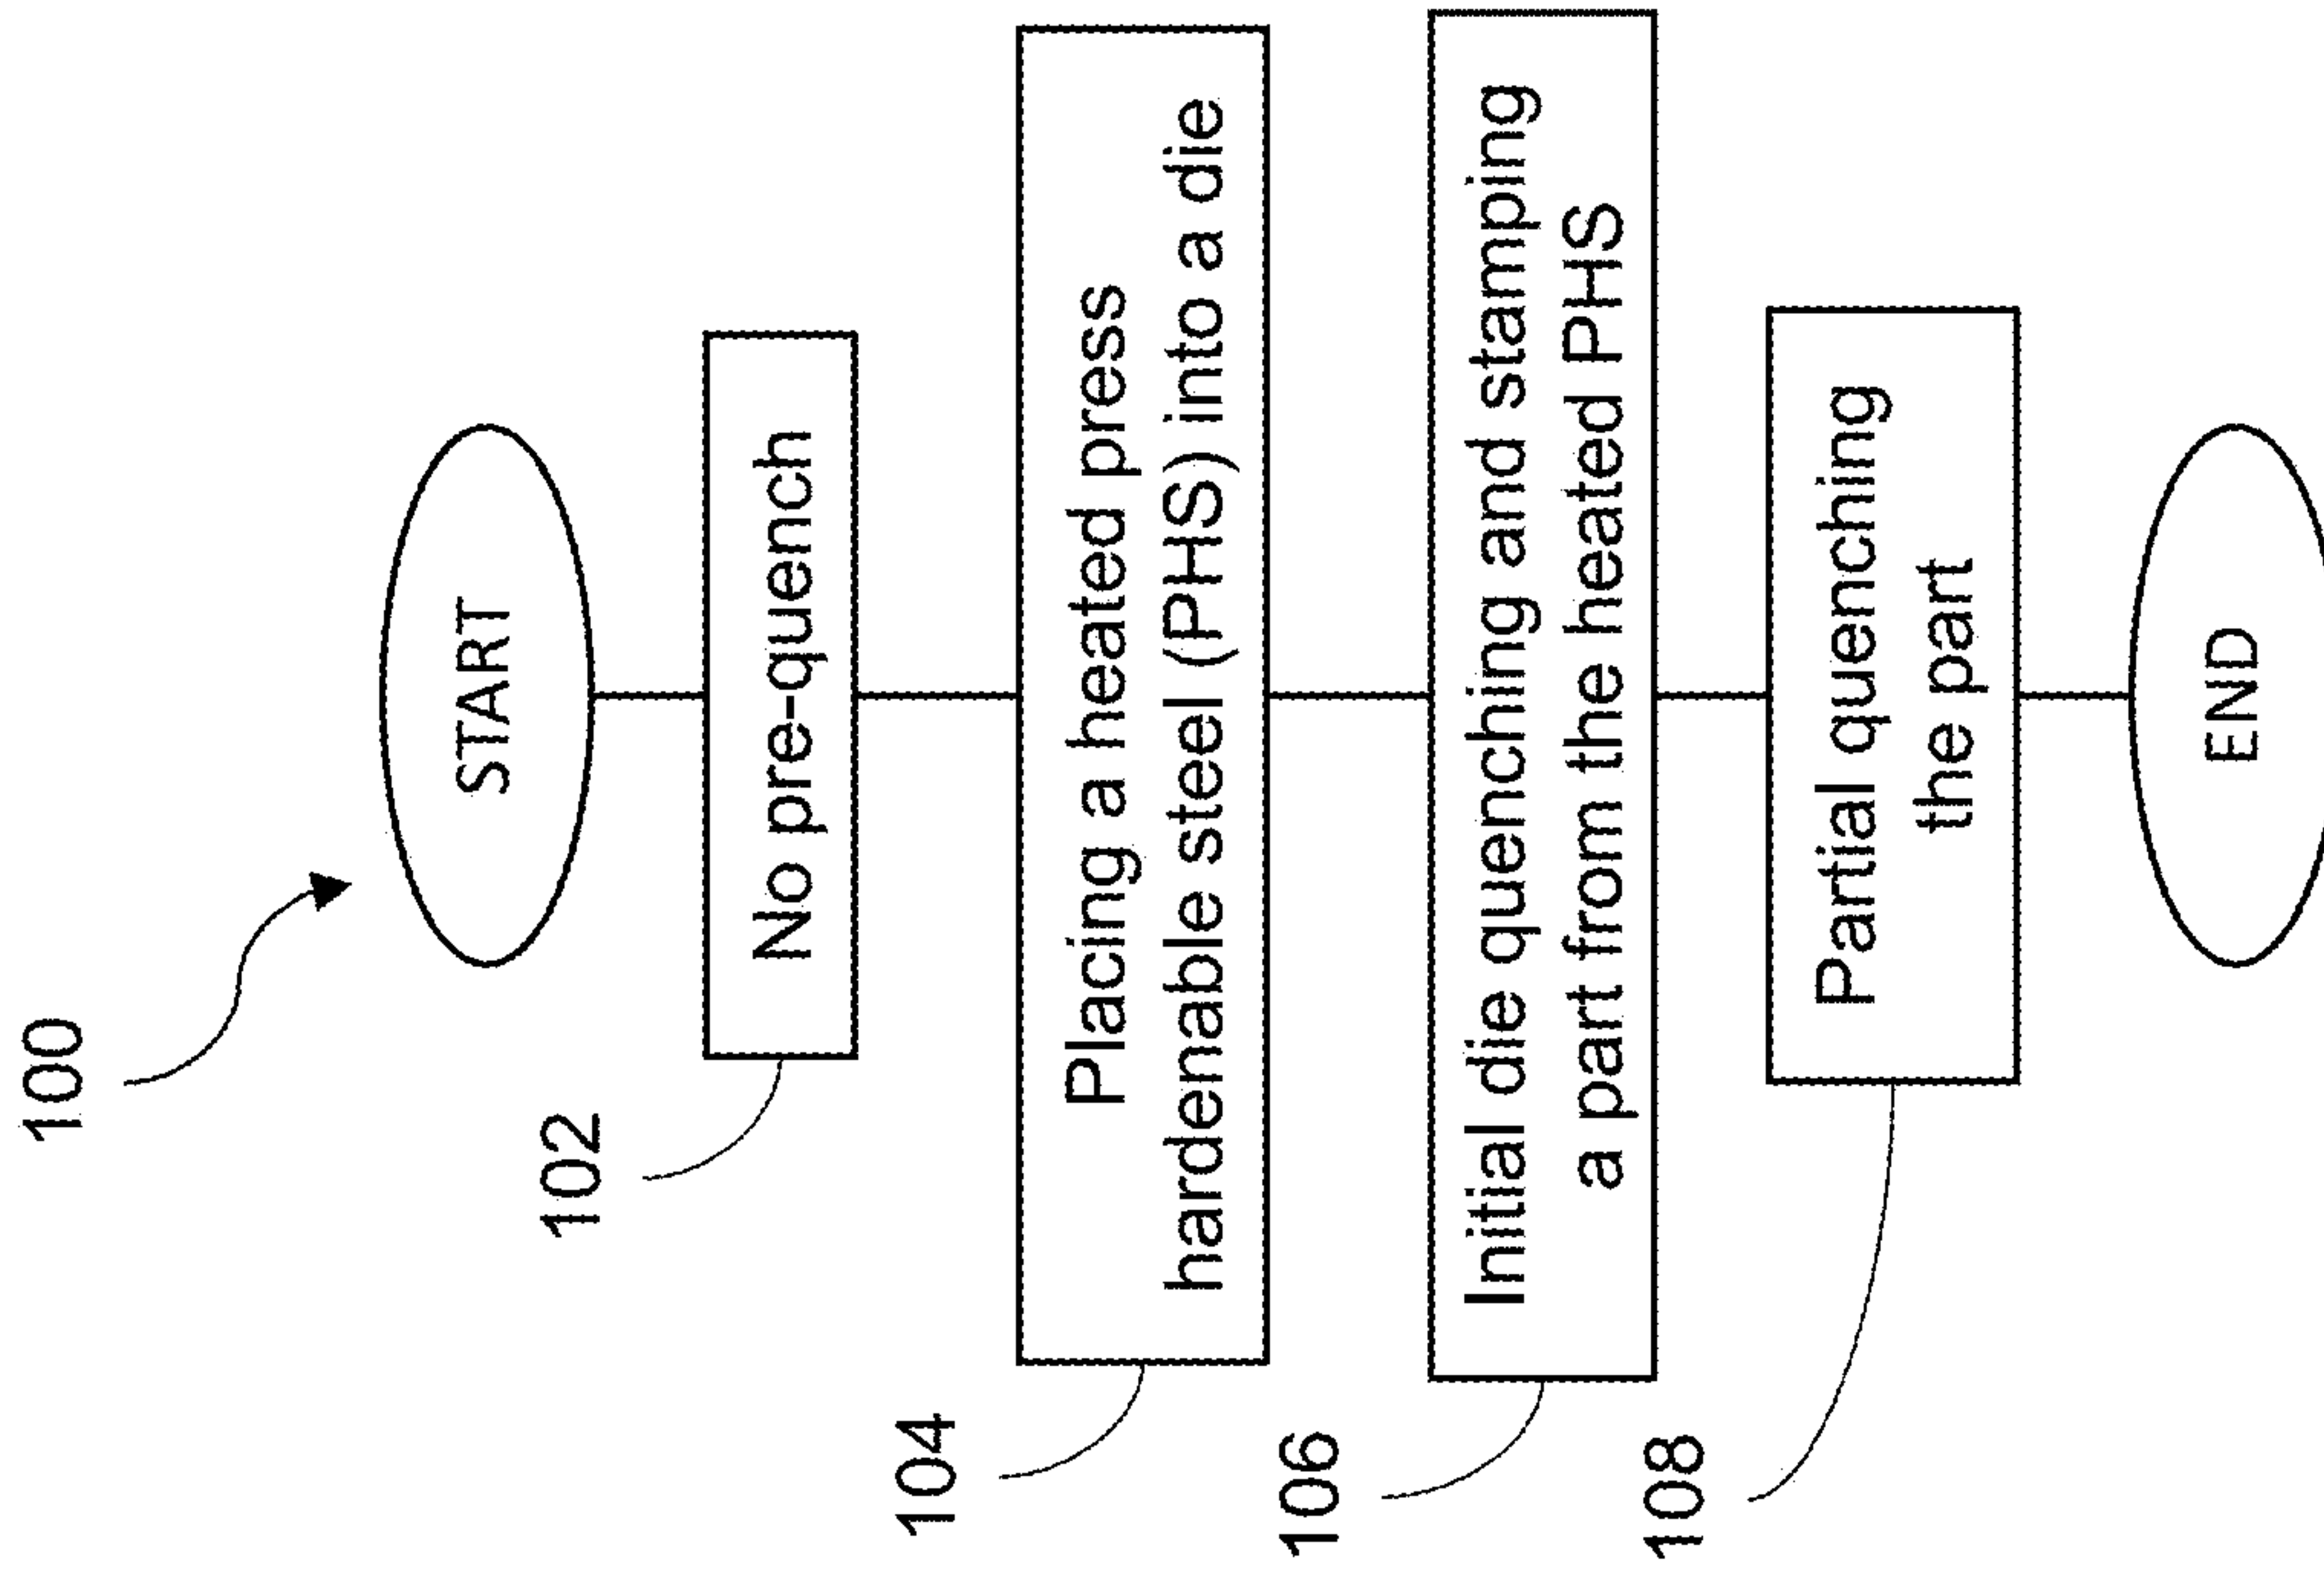 100
START
102
No pre-quench
104
Placing a heated press
hardenable steel (PHS) into a die
106
Initial die quenching and stamping
a part from the heated PHS
108
Partial quenching
the part
END